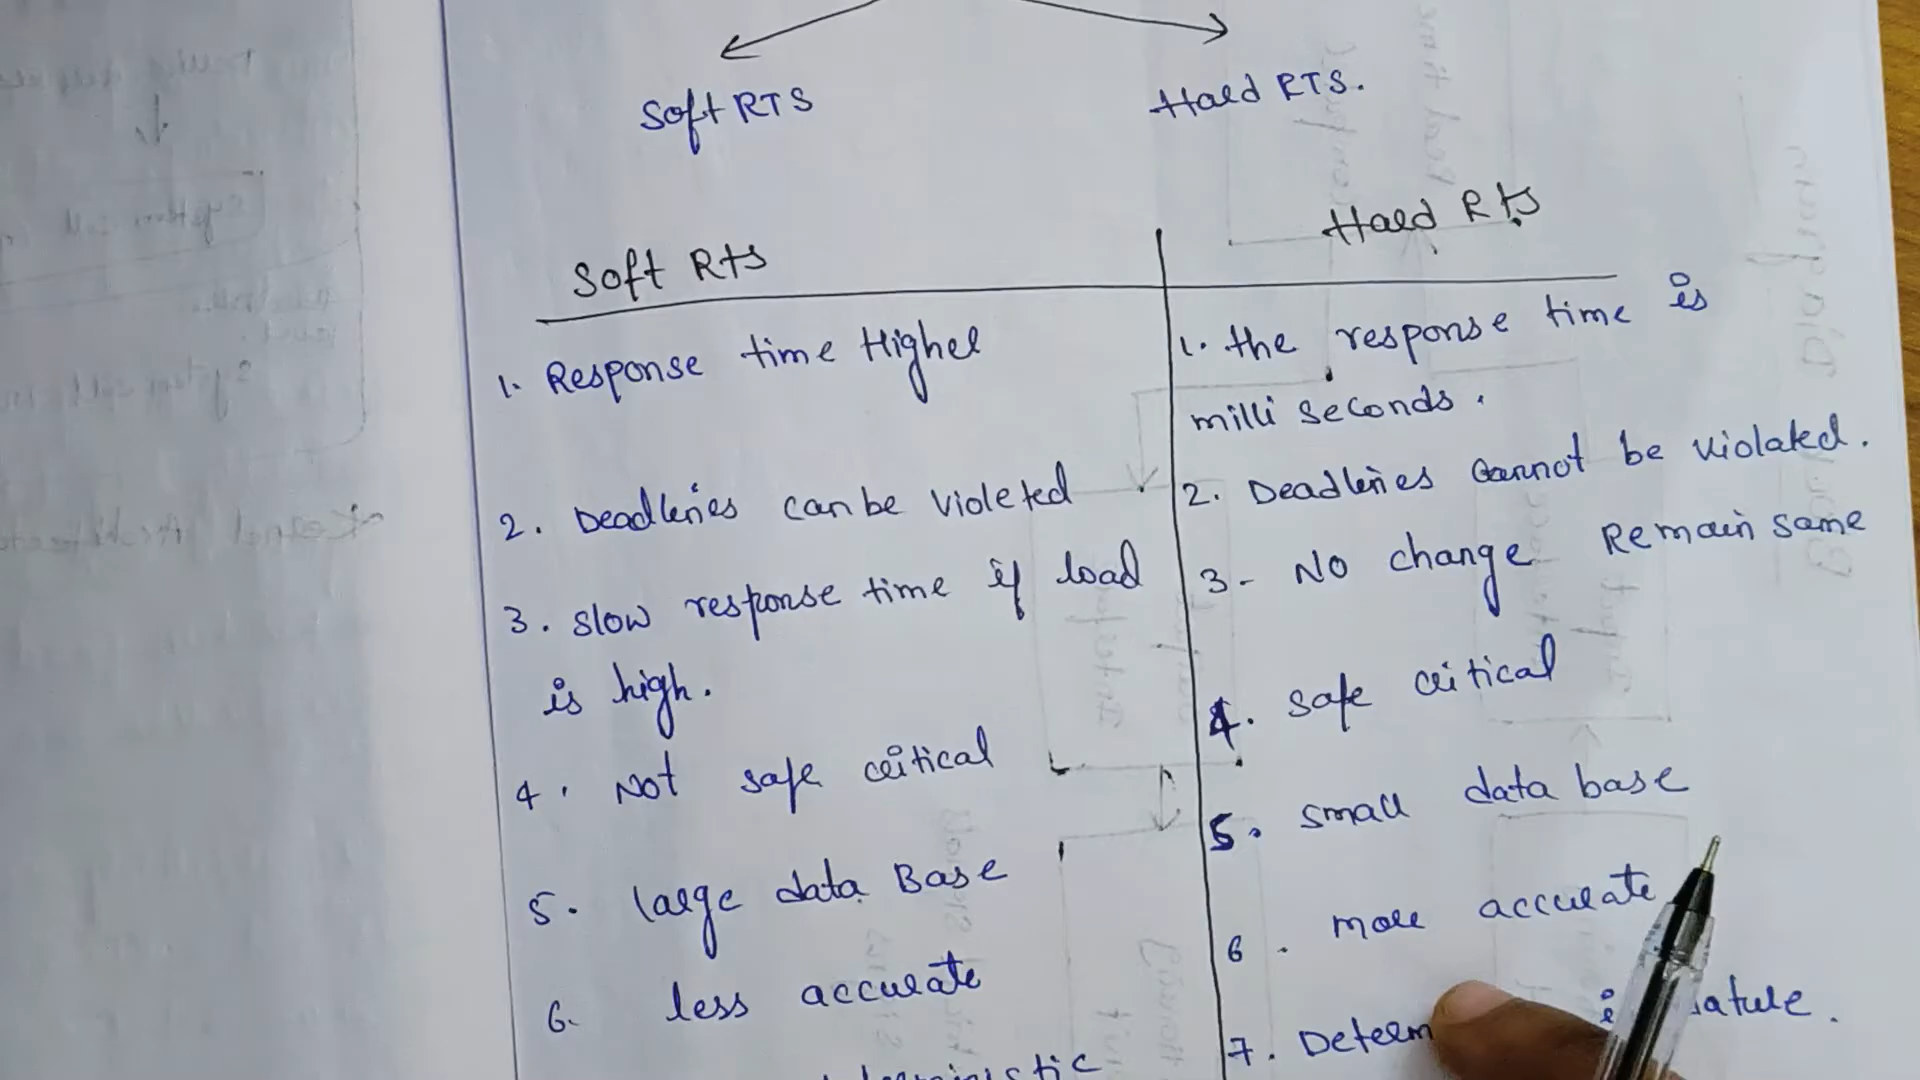 Soft RTS
Hard RTS.
Soft Rts
Hard Rts
1. Response time Higher
1. the response time is
milli seconds.
2. Deadlines can be violeted
2. Deadlines cannot be violated.
3. slow response time if load
is high.
3- No change Remain same
4. Not safe critical
4. safe critical
5. large data Base
5. small data base
6. less accurate
6. more accurate
7.